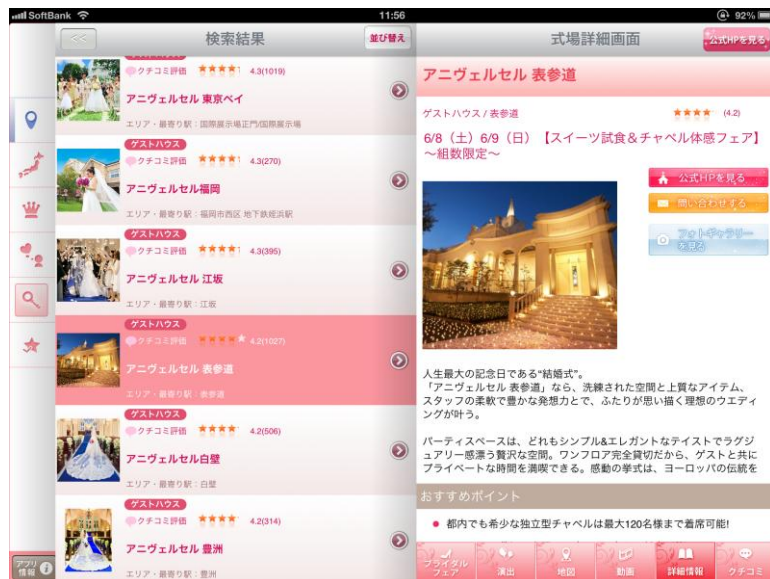 SoftBank
11:56
92%
<<
検索結果
並び替え
クチコミ評価 4.3(1019)
アニヴェルセル 東京ベイ
エリア・最寄り駅：国際展示場正門/国際展示場
ゲストハウス
クチコミ評価 4.3(270)
アニヴェルセル福岡
エリア・最寄り駅：福岡市西区 地下鉄姪浜駅
ゲストハウス
クチコミ評価 4.3(395)
アニヴェルセル 江坂
エリア・最寄り駅：江坂
ゲストハウス
クチコミ評価 4.2(1027)
アニヴェルセル 表参道
エリア・最寄り駅：表参道
ゲストハウス
クチコミ評価 4.2(506)
アニヴェルセル白壁
エリア・最寄り駅：白壁
ゲストハウス
クチコミ評価 4.2(314)
アニヴェルセル 豊洲
エリア・最寄り駅：豊洲
アプリ
情報
式場詳細画面
公式HPを見る
アニヴェルセル 表参道
ゲストハウス / 表参道
(4.2)
6/8（土）6/9（日）【スイーツ試食&チャペル体感フェア】
～組数限定～
公式HPを見る
問い合わせする
フォトギャラリー
を見る
人生最大の記念日である“結婚式”。
「アニヴェルセル 表参道」なら、洗練された空間と上質なアイテム、
スタッフの柔軟で豊かな発想力とで、ふたりが思い描く理想のウエディ
ングが叶う。
パーティスペースは、どれもシンプル&エレガントなテイストでラグジ
ュアリー感漂う贅沢な空間。ワンフロア完全貸切だから、ゲストと共に
プライベートな時間を満喫できる。感動の挙式は、ヨーロッパの伝統を
おすすめポイント
都内でも希少な独立型チャペルは最大120名様まで着席可能!
ブライダル
フェア
演出
地図
動画
詳細情報
クチコミ